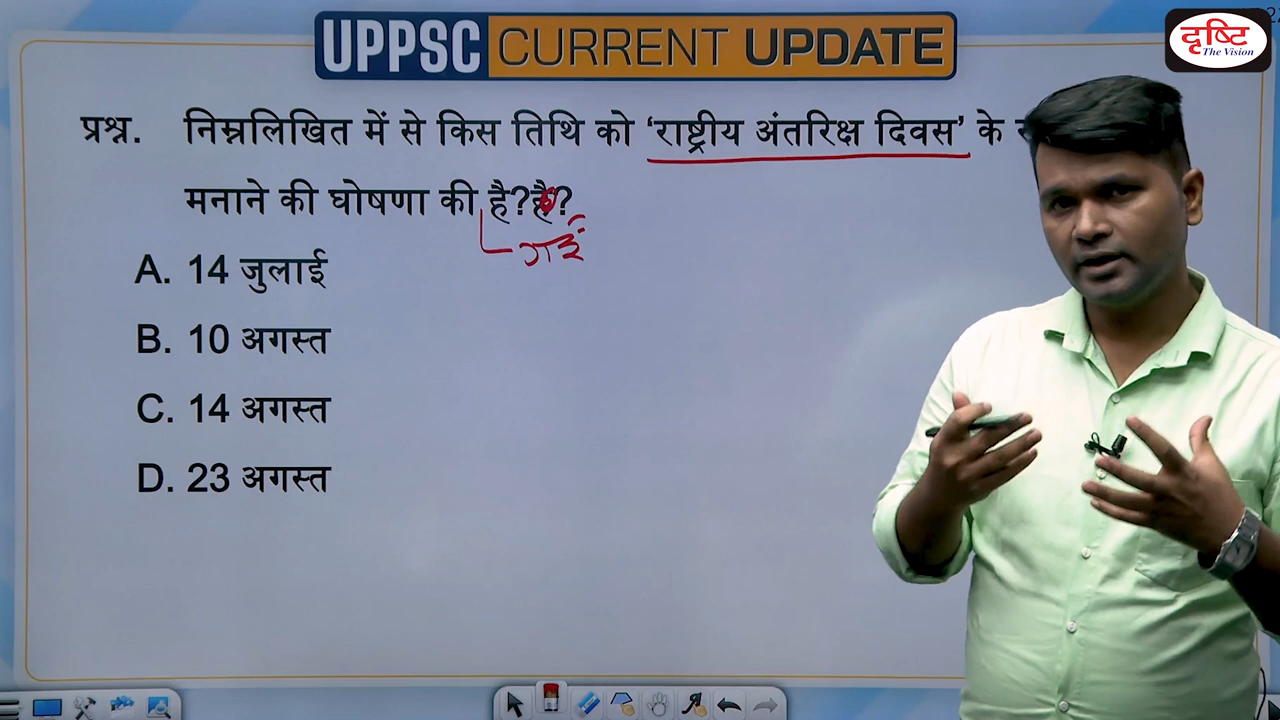 UPPSC CURRENT UPDATE
दृष्टि
The Vision
प्रश्न. निम्नलिखित में से किस तिथि को ‘राष्ट्रीय अंतरिक्ष दिवस’ के
मनाने की घोषणा की है?है?
गई
A. 14 जुलाई
B. 10 अगस्त
C. 14 अगस्त
D. 23 अगस्त